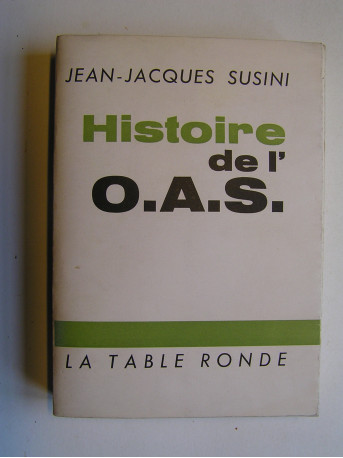 JEAN-JACQUES SUSINI
Histoire
de l'
O.A.S.
LA TABLE RONDE